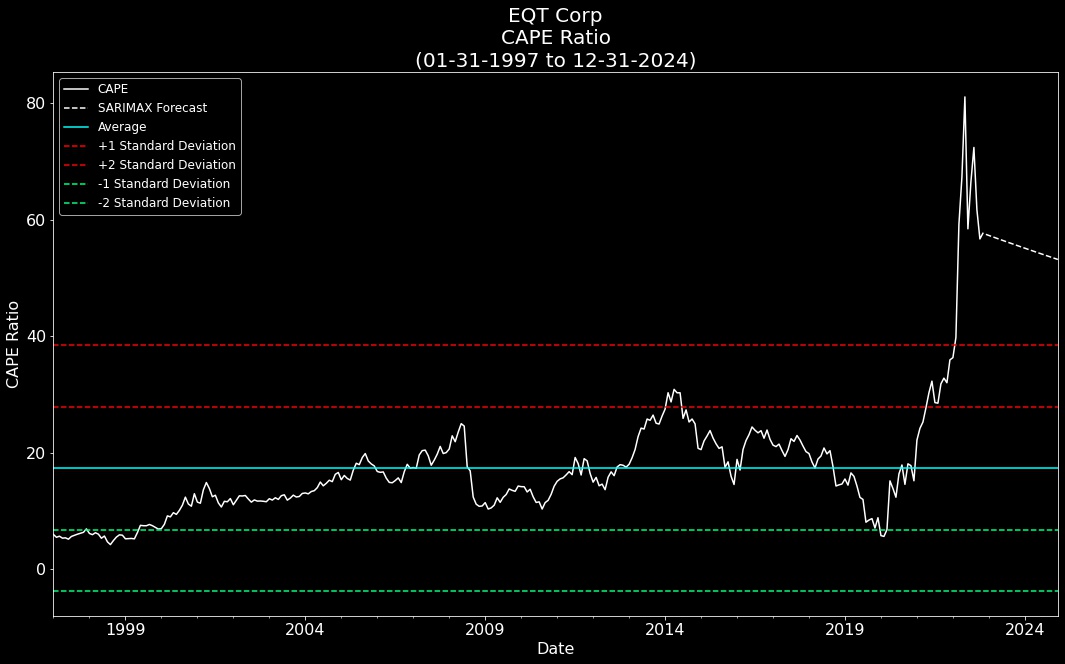 EQT Corp
CAPE Ratio
(01-31-1997 to 12-31-2024)
CAPE
SARIMAX Forecast
Average
+1 Standard Deviation
+2 Standard Deviation
-1 Standard Deviation
-2 Standard Deviation
80
60
40
20
0
CAPE Ratio
1999 2004 2009 2014 2019 2024
Date